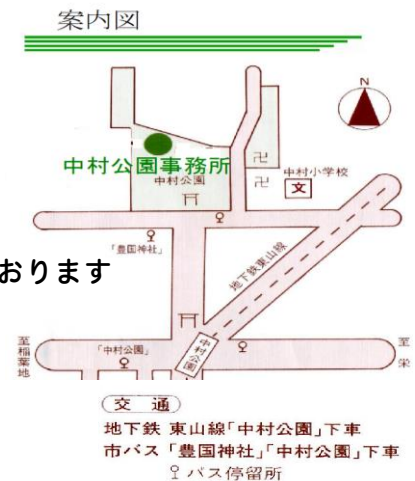 案内図
N
中村公園事務所
中村公園
卍
卍
中村小学校
文
「豊国神社」
おります
地下鉄東山線
至稲葉地
「中村公園」
中村公園
至栄
交 通
地下鉄 東山線「中村公園」下車
市バス「豊国神社」「中村公園」下車
バス停留所